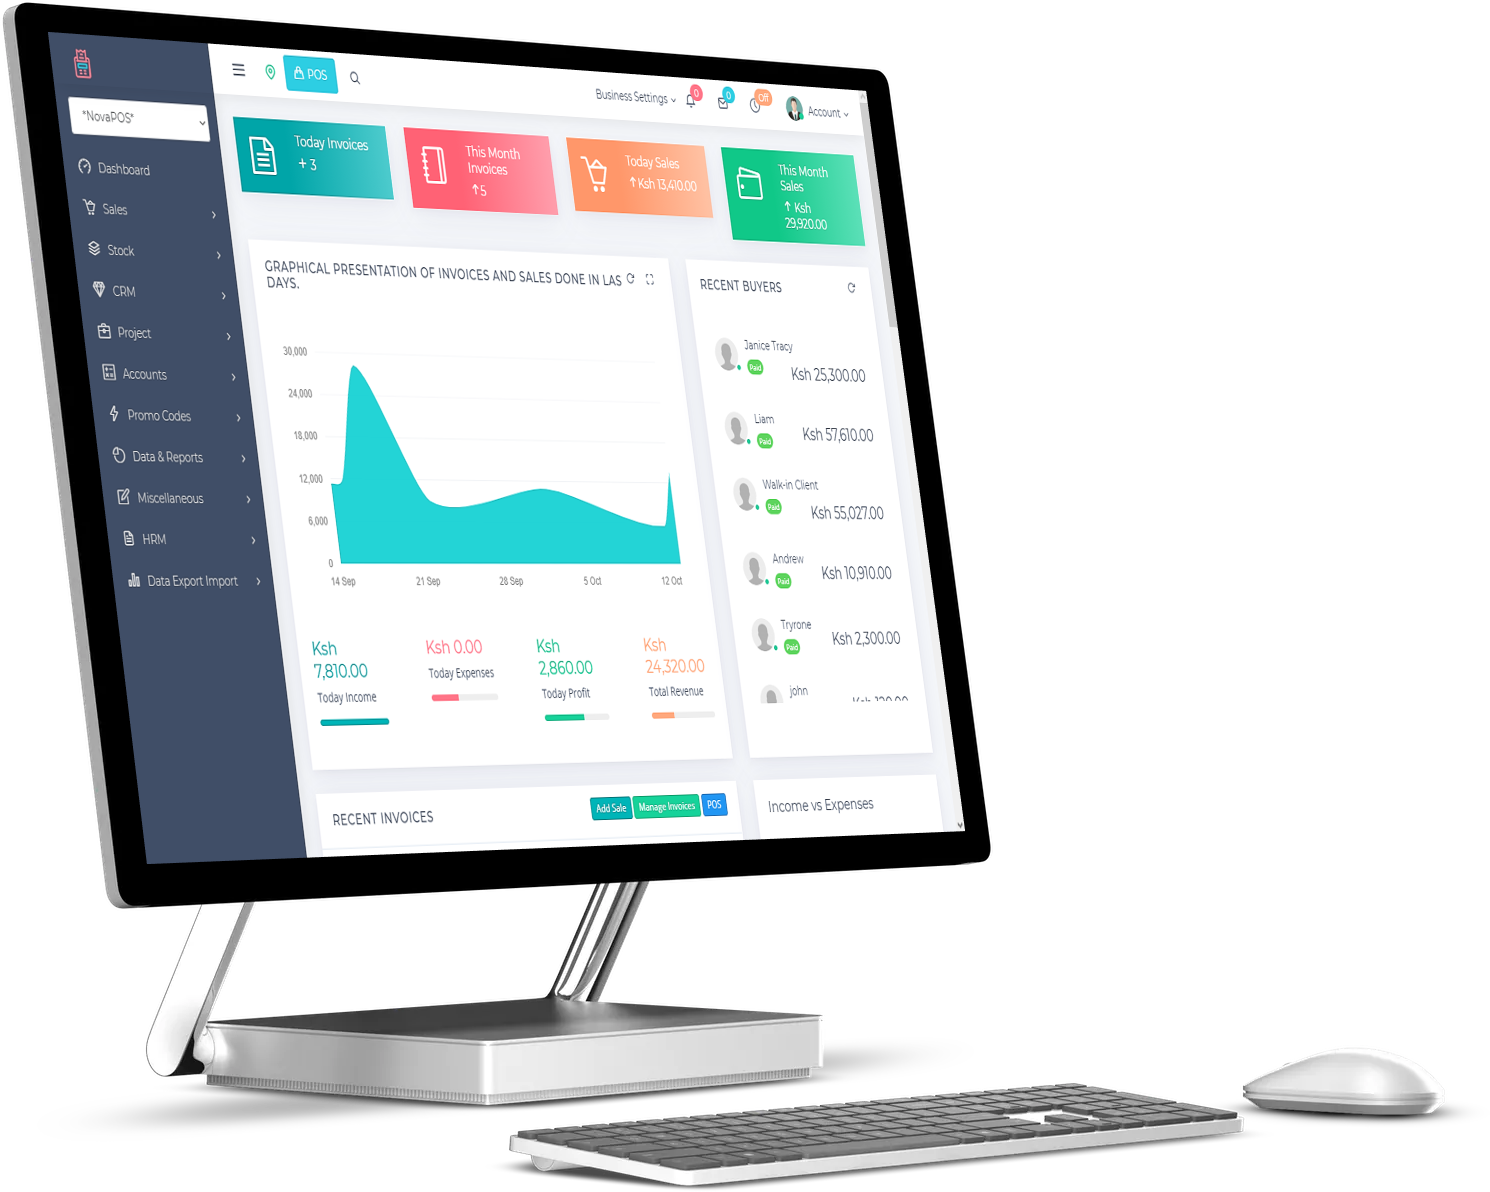 POS
Business Settings
0
0
Off
Account
*NovaPOS*
Dashboard
Sales
Stock
CRM
Project
Accounts
Promo Codes
Data & Reports
Miscellaneous
HRM
Data Export Import
Today Invoices
+ 3
This Month
Invoices
↑5
Today Sales
↑Ksh 13,410.00
This Month
Sales
↑ Ksh
29,920.00
GRAPHICAL PRESENTATION OF INVOICES AND SALES DONE IN LAS
DAYS.
30,000
24,000
18,000
12,000
6,000
0
14 Sep
21 Sep
28 Sep
5 Oct
12 Oct
Ksh
7,810.00
Today Income
Ksh 0.00
Today Expenses
Ksh
2,860.00
Today Profit
Ksh
24,320.00
Total Revenue
RECENT BUYERS
Janice Tracy
Paid
Ksh 25,300.00
Liam
Paid
Ksh 57,610.00
Walk-in Client
Paid
Ksh 55,027.00
Andrew
Paid
Ksh 10,910.00
Tryrone
Paid
Ksh 2,300.00
john
RECENT INVOICES
Add Sale
Manage Invoices
POS
Income vs Expenses